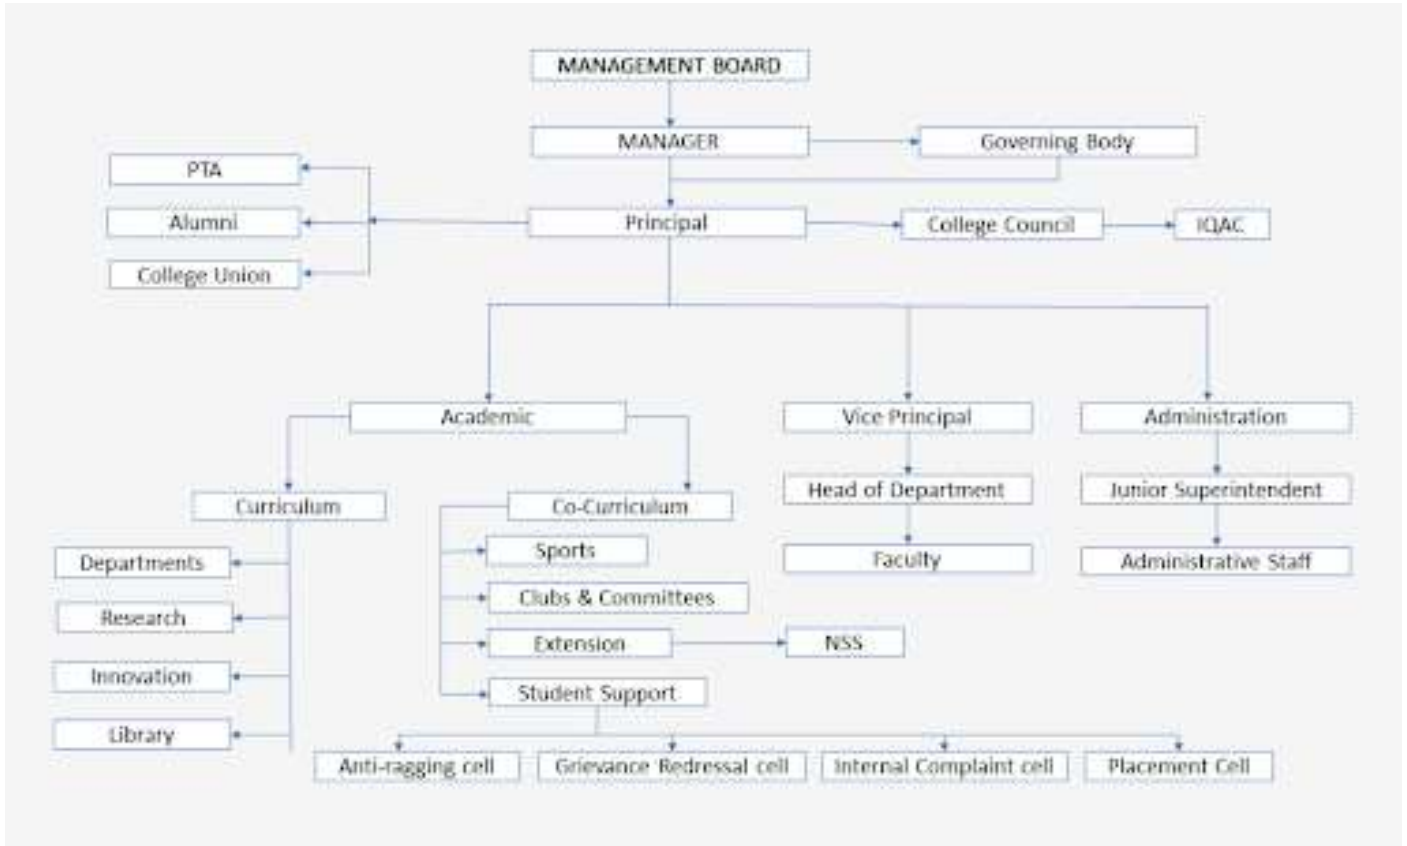 MANAGEMENT BOARD
MANAGER
Governing Body
PTA
Alumni
Principal
College Council
IQAC
College Union
Academic
Vice Principal
Administration
Curriculum
Co-Curriculum
Head of Department
Junior Superintendent
Departments
Sports
Faculty
Administrative Staff
Research
Clubs & Committees
Extension
NSS
Innovation
Student Support
Library
Anti-ragging cell
Grievance Redressal cell
Internal Complaint cell
Placement Cell